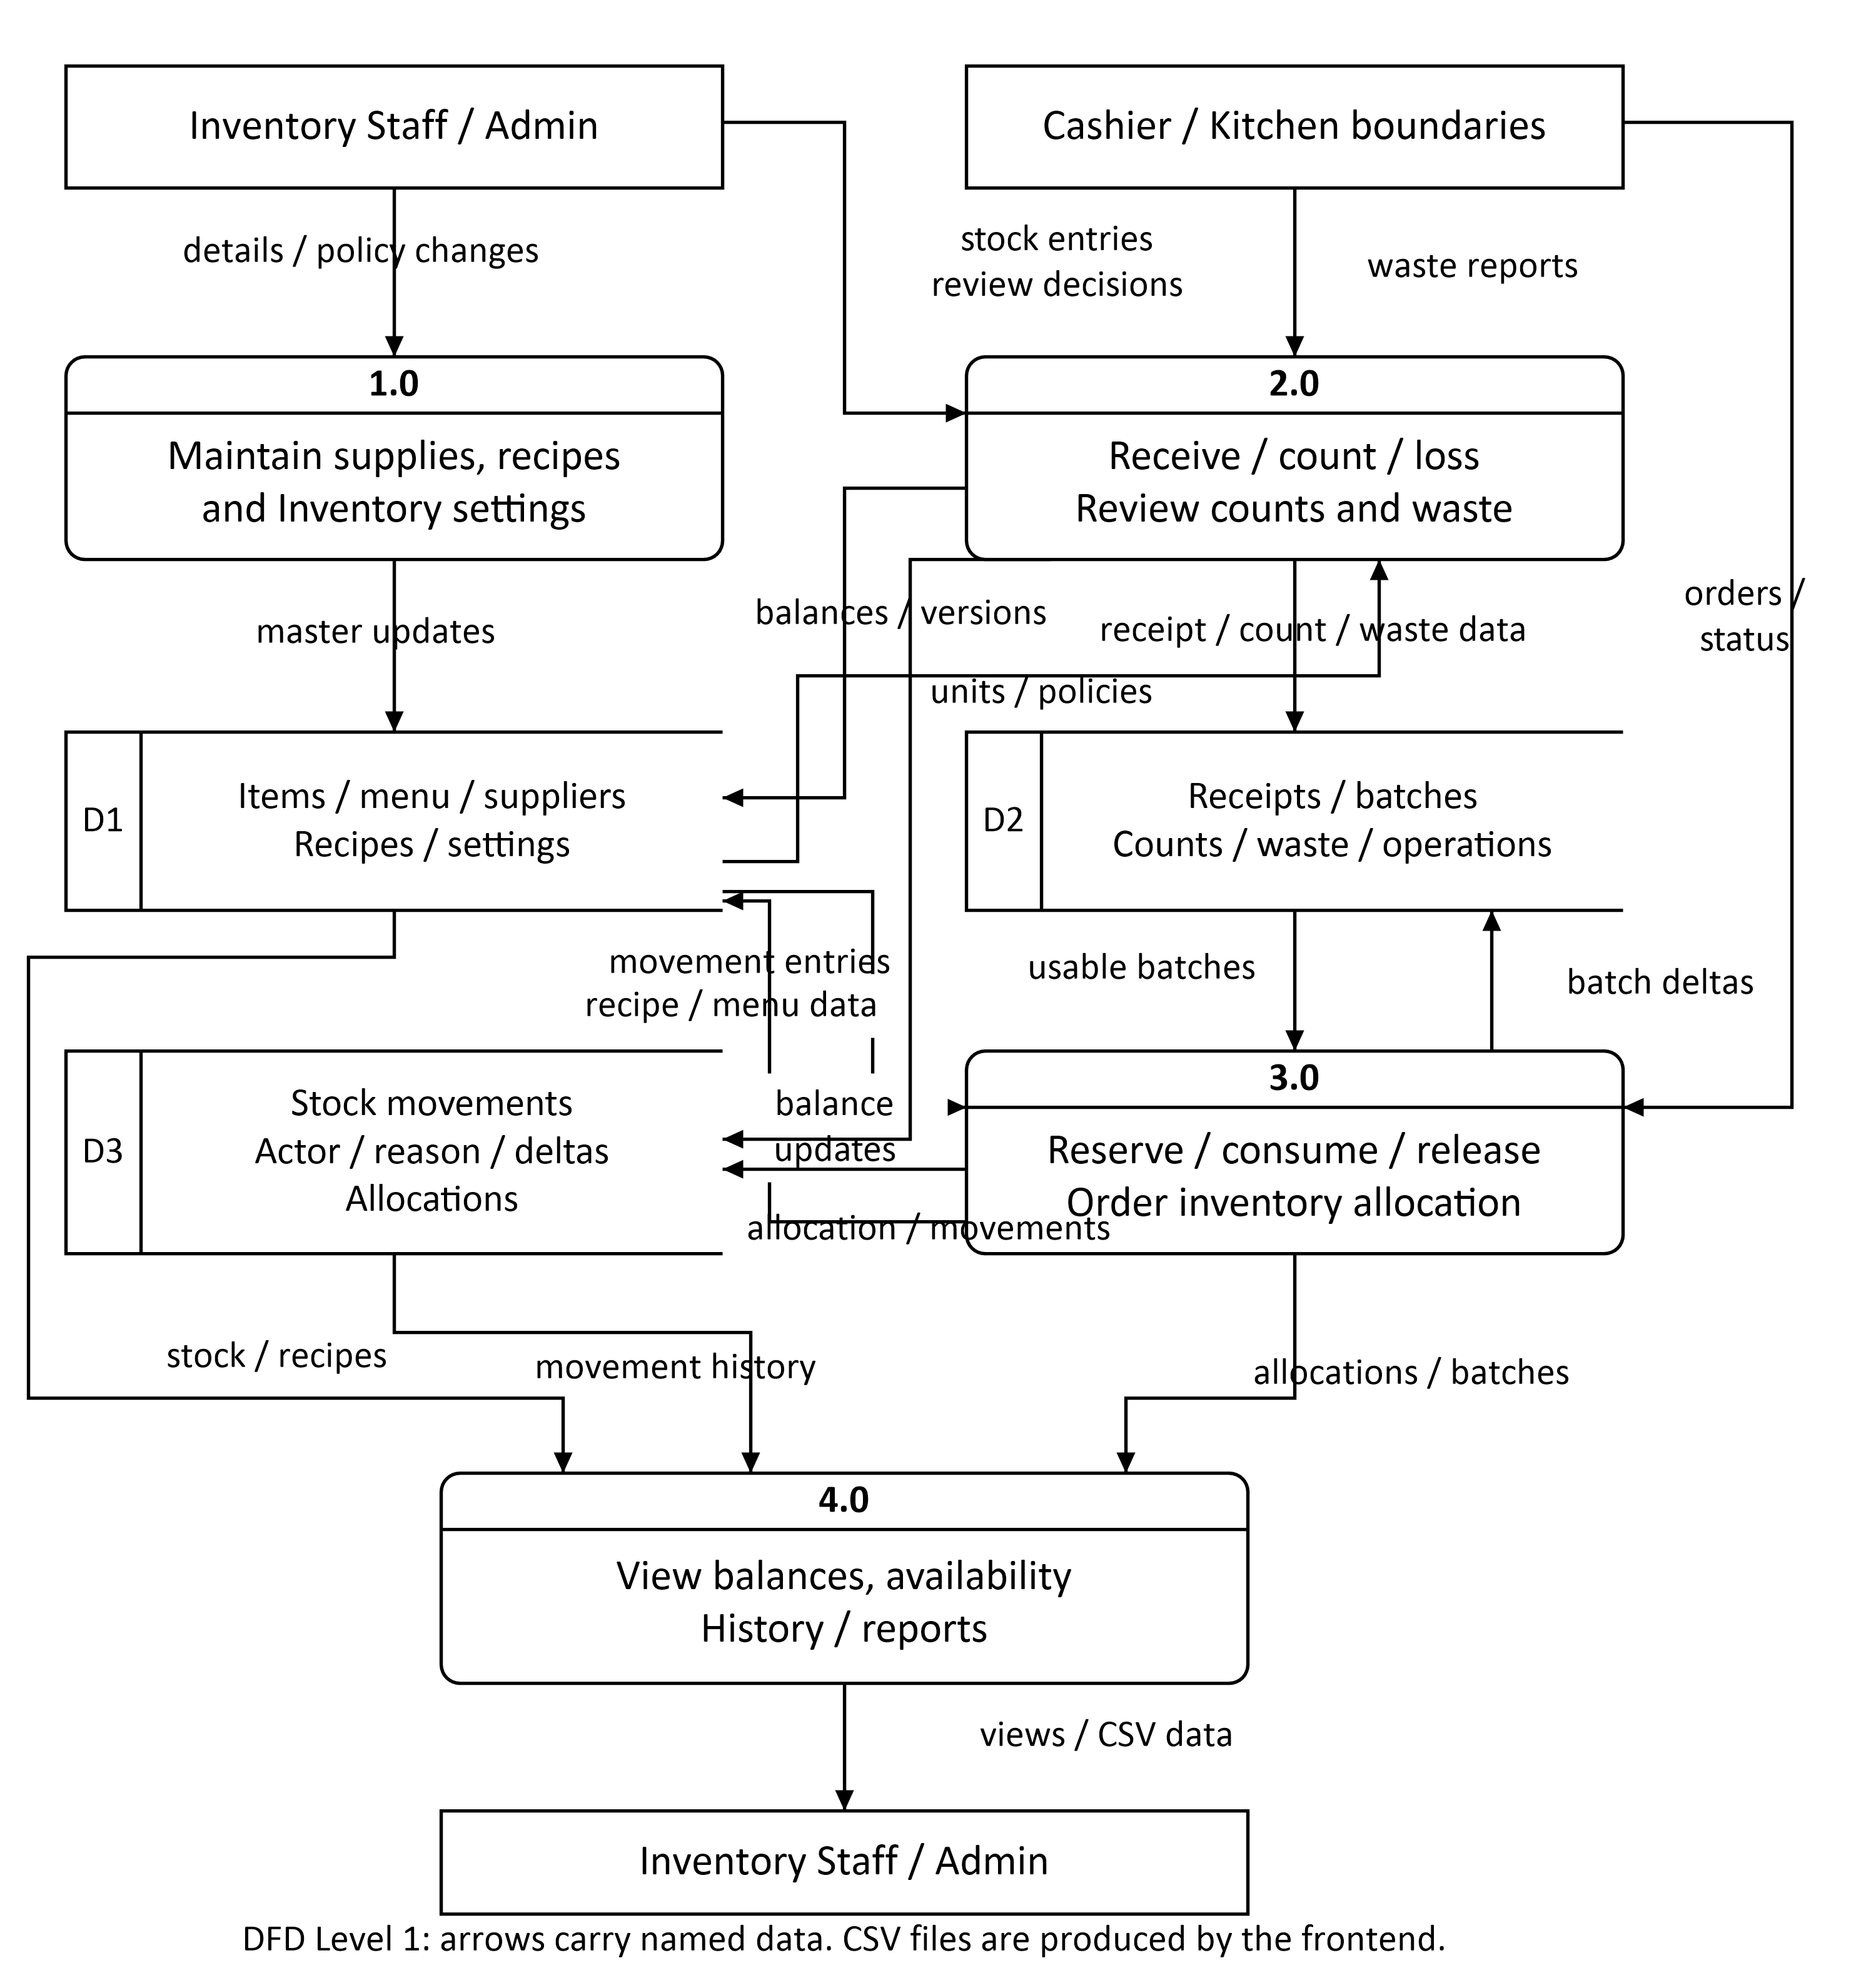 Inventory Staff / Admin
Cashier / Kitchen boundaries
details / policy changes
stock entries
review decisions
waste reports
1.0
Maintain supplies, recipes
and Inventory settings
2.0
Receive / count / loss
Review counts and waste
orders /
status
master updates
balances / versions
receipt / count / waste data
units / policies
D1
Items / menu / suppliers
Recipes / settings
D2
Receipts / batches
Counts / waste / operations
movement entries
recipe / menu data
usable batches
batch deltas
D3
Stock movements
Actor / reason / deltas
Allocations
balance
updates
allocation / movements
3.0
Reserve / consume / release
Order inventory allocation
stock / recipes
movement history
allocations / batches
4.0
View balances, availability
History / reports
views / CSV data
Inventory Staff / Admin
DFD Level 1: arrows carry named data. CSV files are produced by the frontend.